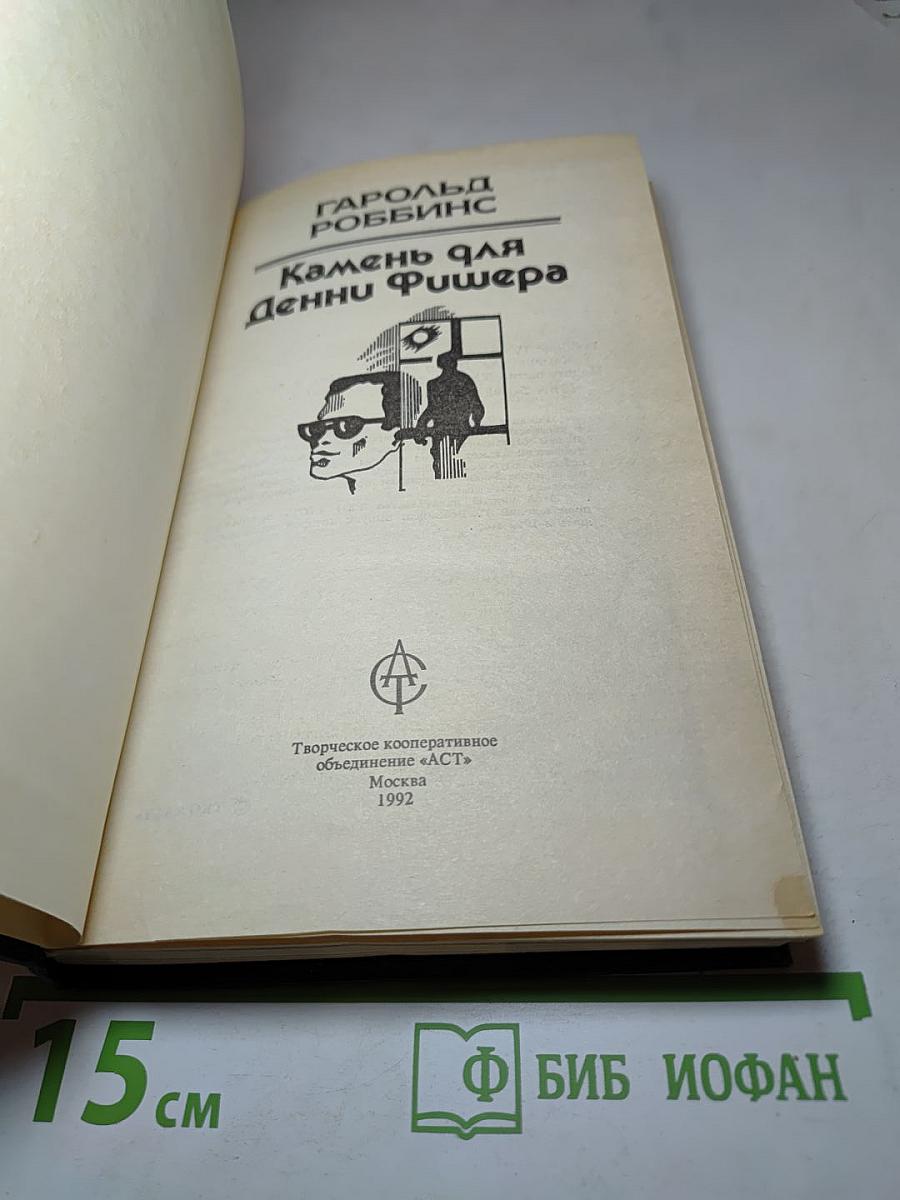 ГАРОЛЬД
РОББИНС
Камень для
Денни Фишера
АСТ
Творческое кооперативное
объединение «АСТ»
Москва
1992
15 см
Ф БИБ ИОФАН